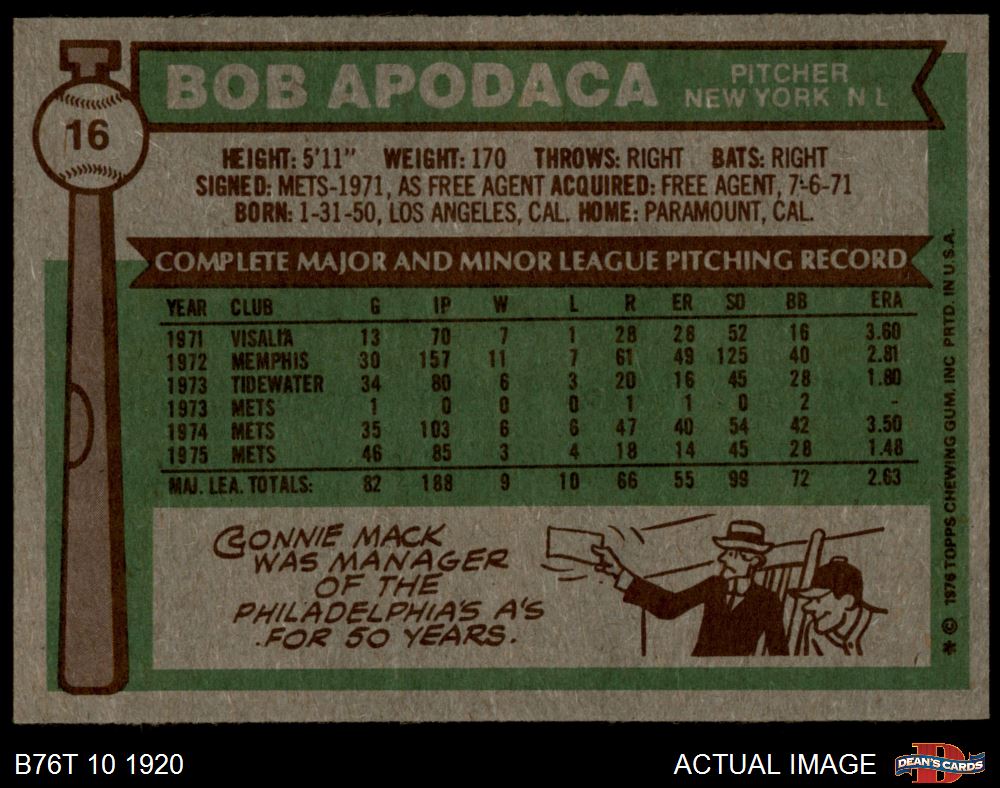 16
BOB APODACA
PITCHER
NEW YORK N L
HEIGHT: 5'11" WEIGHT: 170 THROWS: RIGHT BATS: RIGHT
SIGNED: METS-1971, AS FREE AGENT ACQUIRED: FREE AGENT, 7-6-71
BORN: 1-31-50, LOS ANGELES, CAL. HOME: PARAMOUNT, CAL.
COMPLETE MAJOR AND MINOR LEAGUE PITCHING RECORD
YEAR CLUB G IP W L R ER SO BB ERA
1971 VISALIA 13 70 7 1 28 28 52 16 3.60
1972 MEMPHIS 30 157 11 7 61 49 125 40 2.81
1973 TIDEWATER 34 80 6 3 20 16 45 28 1.80
1973 METS 1 0 0 0 1 1 0 2 -
1974 METS 35 103 6 6 47 40 54 42 3.50
1975 METS 46 85 3 4 18 14 45 28 1.48
MAJ. LEA. TOTALS: 82 188 9 10 66 55 99 72 2.63
CONNIE MACK
WAS MANAGER
OF THE
PHILADELPHIA'S A'S
FOR 50 YEARS.
* © 1976 TOPPS CHEWING GUM, INC PRTD. IN U.S.A.
B76T 10 1920
ACTUAL IMAGE
D
DEAN'S CARDS